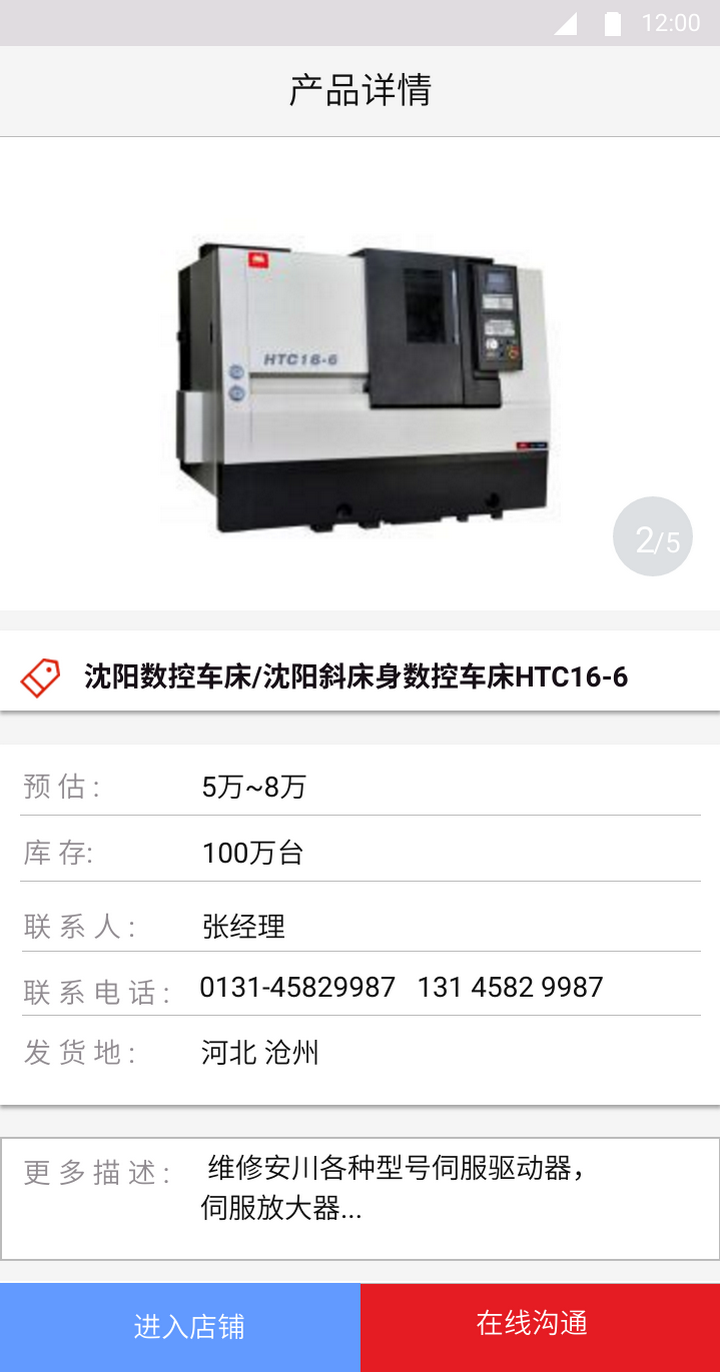 12:00
产品详情
HTC16-6
2/5
沈阳数控车床/沈阳斜床身数控车床HTC16-6
预 估 : 5万~8万
库 存: 100万台
联 系 人 : 张经理
联 系 电 话 : 0131-45829987 131 4582 9987
发 货 地 : 河北 沧州
更 多 描 述 : 维修安川各种型号伺服驱动器，
伺服放大器...
进入店铺 在线沟通